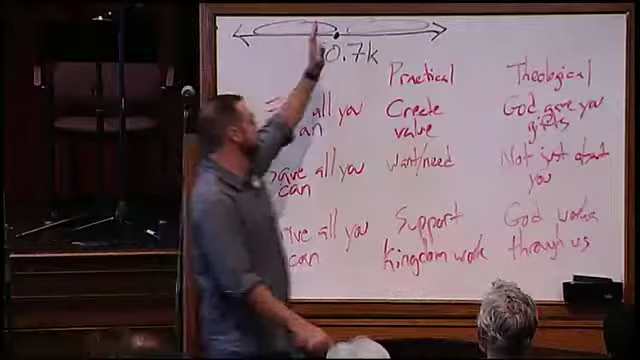 0.7k
Practical
Theological
all you
an
Create
value
God gave you
gifts
ave all you
can
Want/need
Not just about
you
ive all you
can
Support
kingdom work
God works
through us